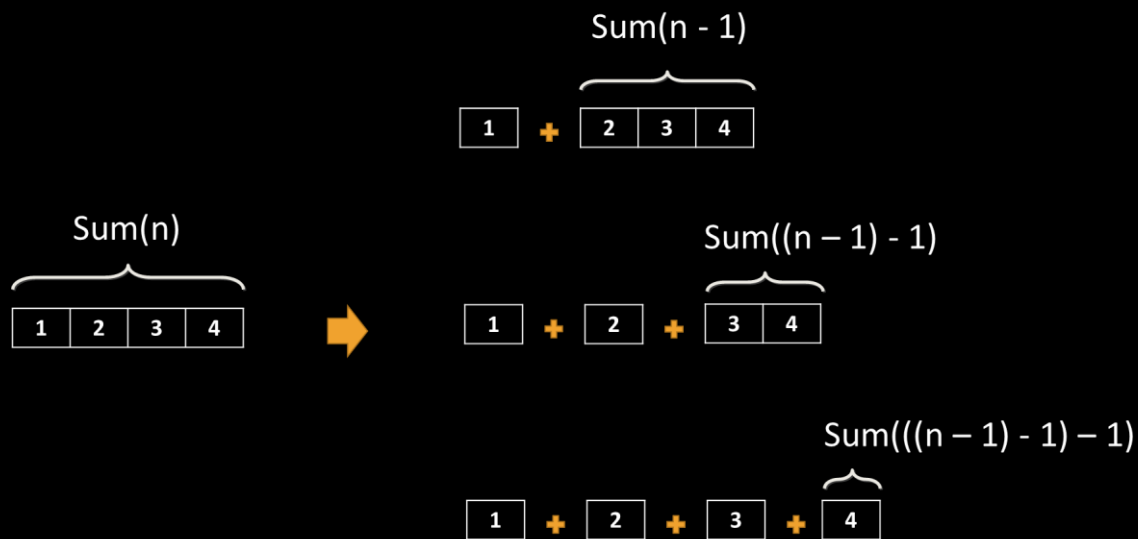 Sum(n - 1)
1 + 2 3 4
Sum(n)
1 2 3 4
Sum((n – 1) - 1)
1 + 2 + 3 4
Sum(((n – 1) - 1) – 1)
1 + 2 + 3 + 4